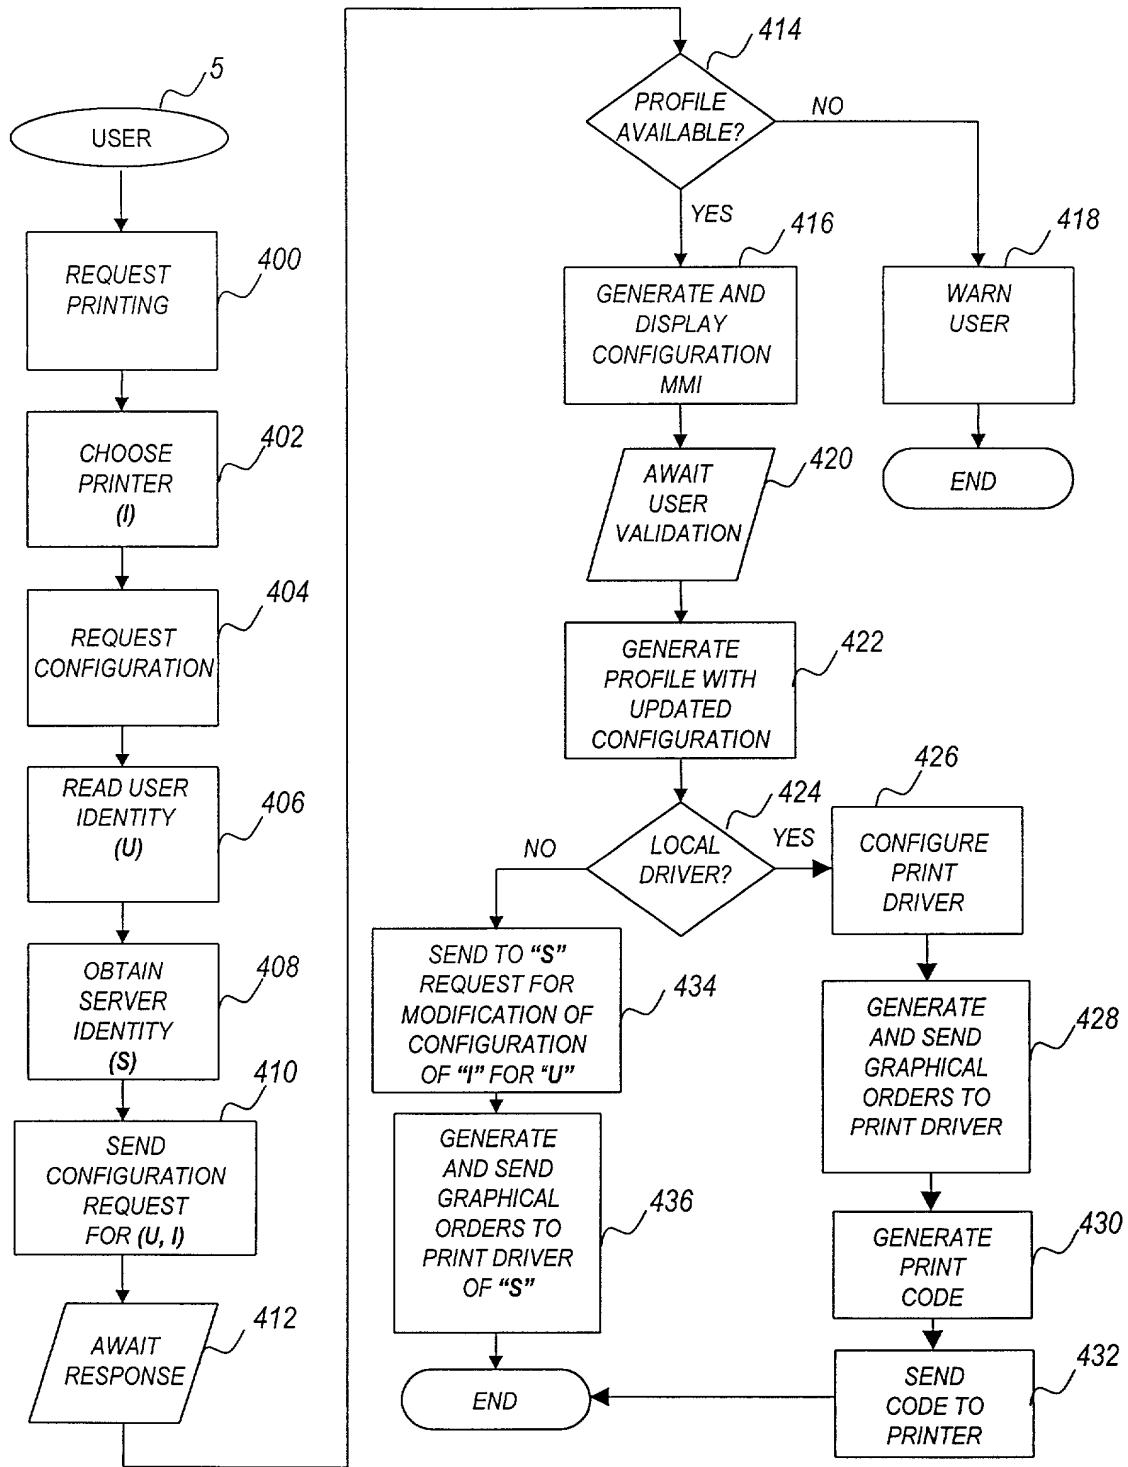 5
USER
REQUEST
PRINTING
400
CHOOSE
PRINTER
(I)
402
REQUEST
CONFIGURATION
404
READ USER
IDENTITY
(U)
406
OBTAIN
SERVER
IDENTITY
(S)
408
410
SEND
CONFIGURATION
REQUEST
FOR (U, I)
AWAIT
RESPONSE
412
414
PROFILE
AVAILABLE?
NO
YES
416
GENERATE AND
DISPLAY
CONFIGURATION
MMI
418
WARN
USER
END
AWAIT
USER
VALIDATION
420
GENERATE
PROFILE WITH
UPDATED
CONFIGURATION
422
424
LOCAL
DRIVER?
NO
YES
426
CONFIGURE
PRINT
DRIVER
GENERATE
AND SEND
GRAPHICAL
ORDERS TO
PRINT DRIVER
428
GENERATE
PRINT
CODE
430
SEND
CODE TO
PRINTER
432
SEND TO “S”
REQUEST FOR
MODIFICATION OF
CONFIGURATION
OF “I” FOR “U”
434
GENERATE
AND SEND
GRAPHICAL
ORDERS TO
PRINT DRIVER
OF “S”
436
END